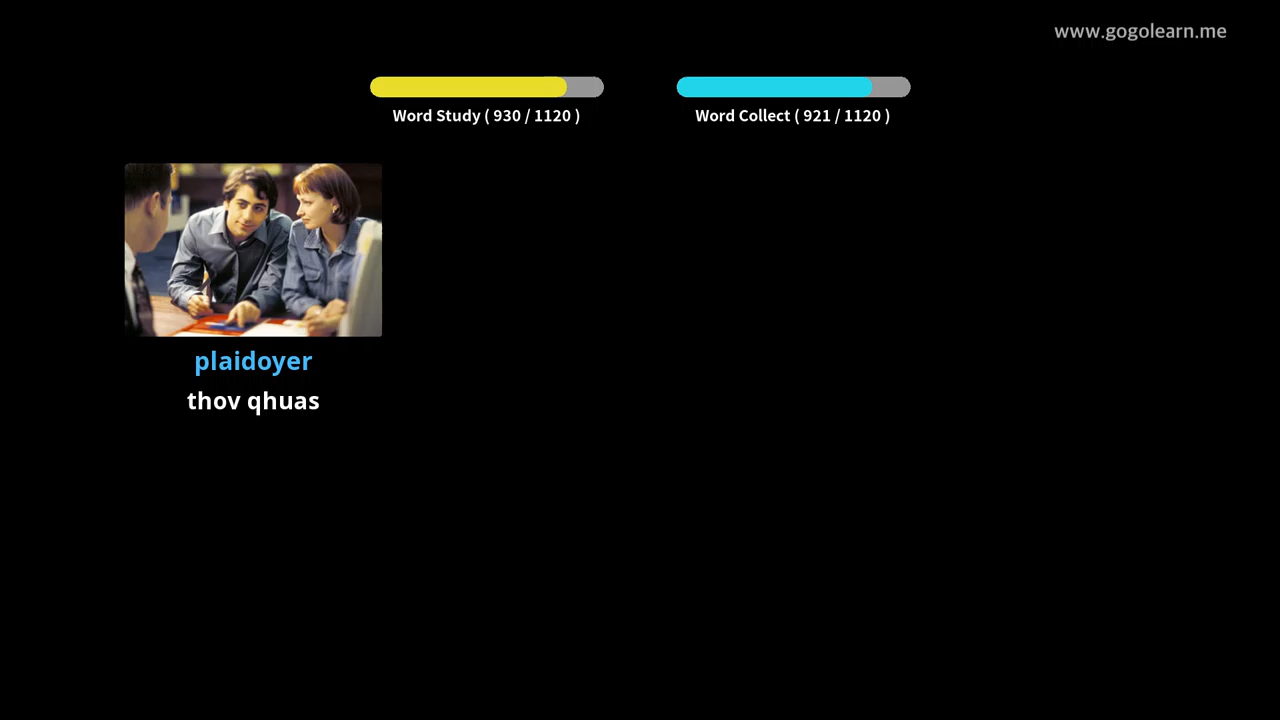 www.gogolearn.me
Word Study ( 930 / 1120 )
Word Collect ( 921 / 1120 )
plaidoyer
thov qhuas